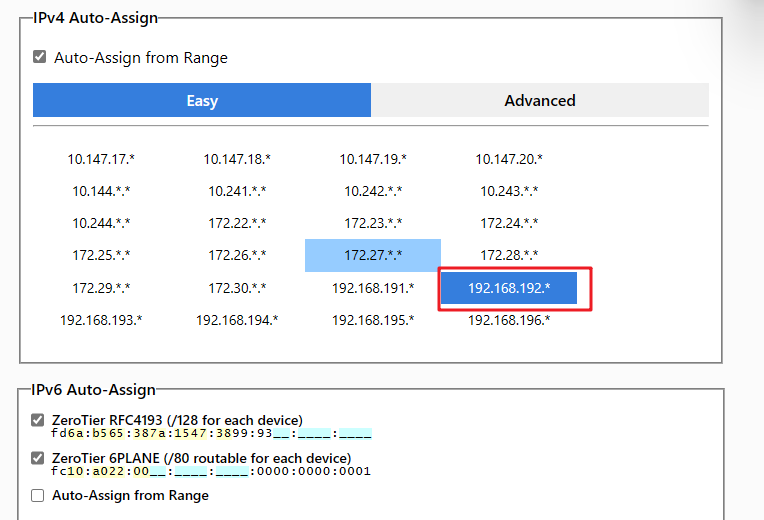 IPv4 Auto-Assign
Auto-Assign from Range
Easy Advanced
10.147.17.* 10.147.18.* 10.147.19.* 10.147.20.*
10.144.*.* 10.241.*.* 10.242.*.* 10.243.*.*
10.244.*.* 172.22.*.* 172.23.*.* 172.24.*.*
172.25.*.* 172.26.*.* 172.27.*.* 172.28.*.*
172.29.*.* 172.30.*.* 192.168.191.* 192.168.192.*
192.168.193.* 192.168.194.* 192.168.195.* 192.168.196.*
IPv6 Auto-Assign
ZeroTier RFC4193 (/128 for each device)
fd6a:b565:387a:1547:3899:93__:____:____
ZeroTier 6PLANE (/80 routable for each device)
fc10:a022:00__:____:____:0000:0000:0001
Auto-Assign from Range